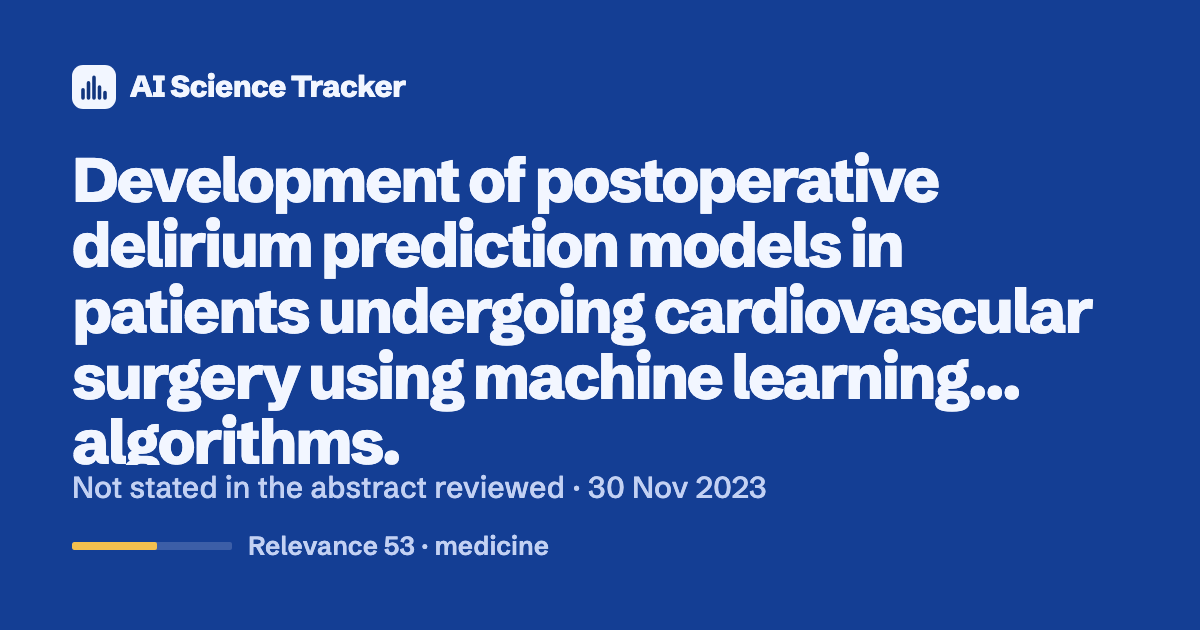 AI Science Tracker
Development of postoperative
delirium prediction models in
patients undergoing cardiovascular
surgery using machine learning…
algorithms.
Not stated in the abstract reviewed · 30 Nov 2023
Relevance 53 · medicine